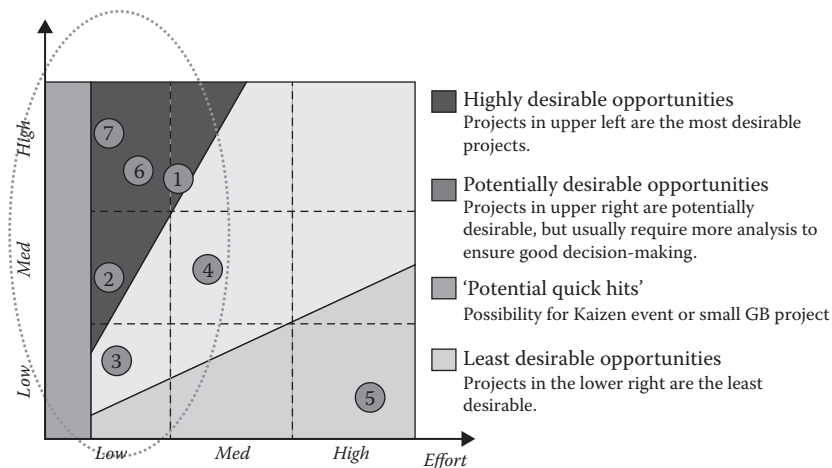 High
Med
Low
7
6
1
2
4
3
5
Low
Med
High
Effort
Highly desirable opportunities
Projects in upper left are the most desirable
projects.
Potentially desirable opportunities
Projects in upper right are potentially
desirable, but usually require more analysis to
ensure good decision-making.
'Potential quick hits'
Possibility for Kaizen event or small GB project
Least desirable opportunities
Projects in the lower right are the least
desirable.